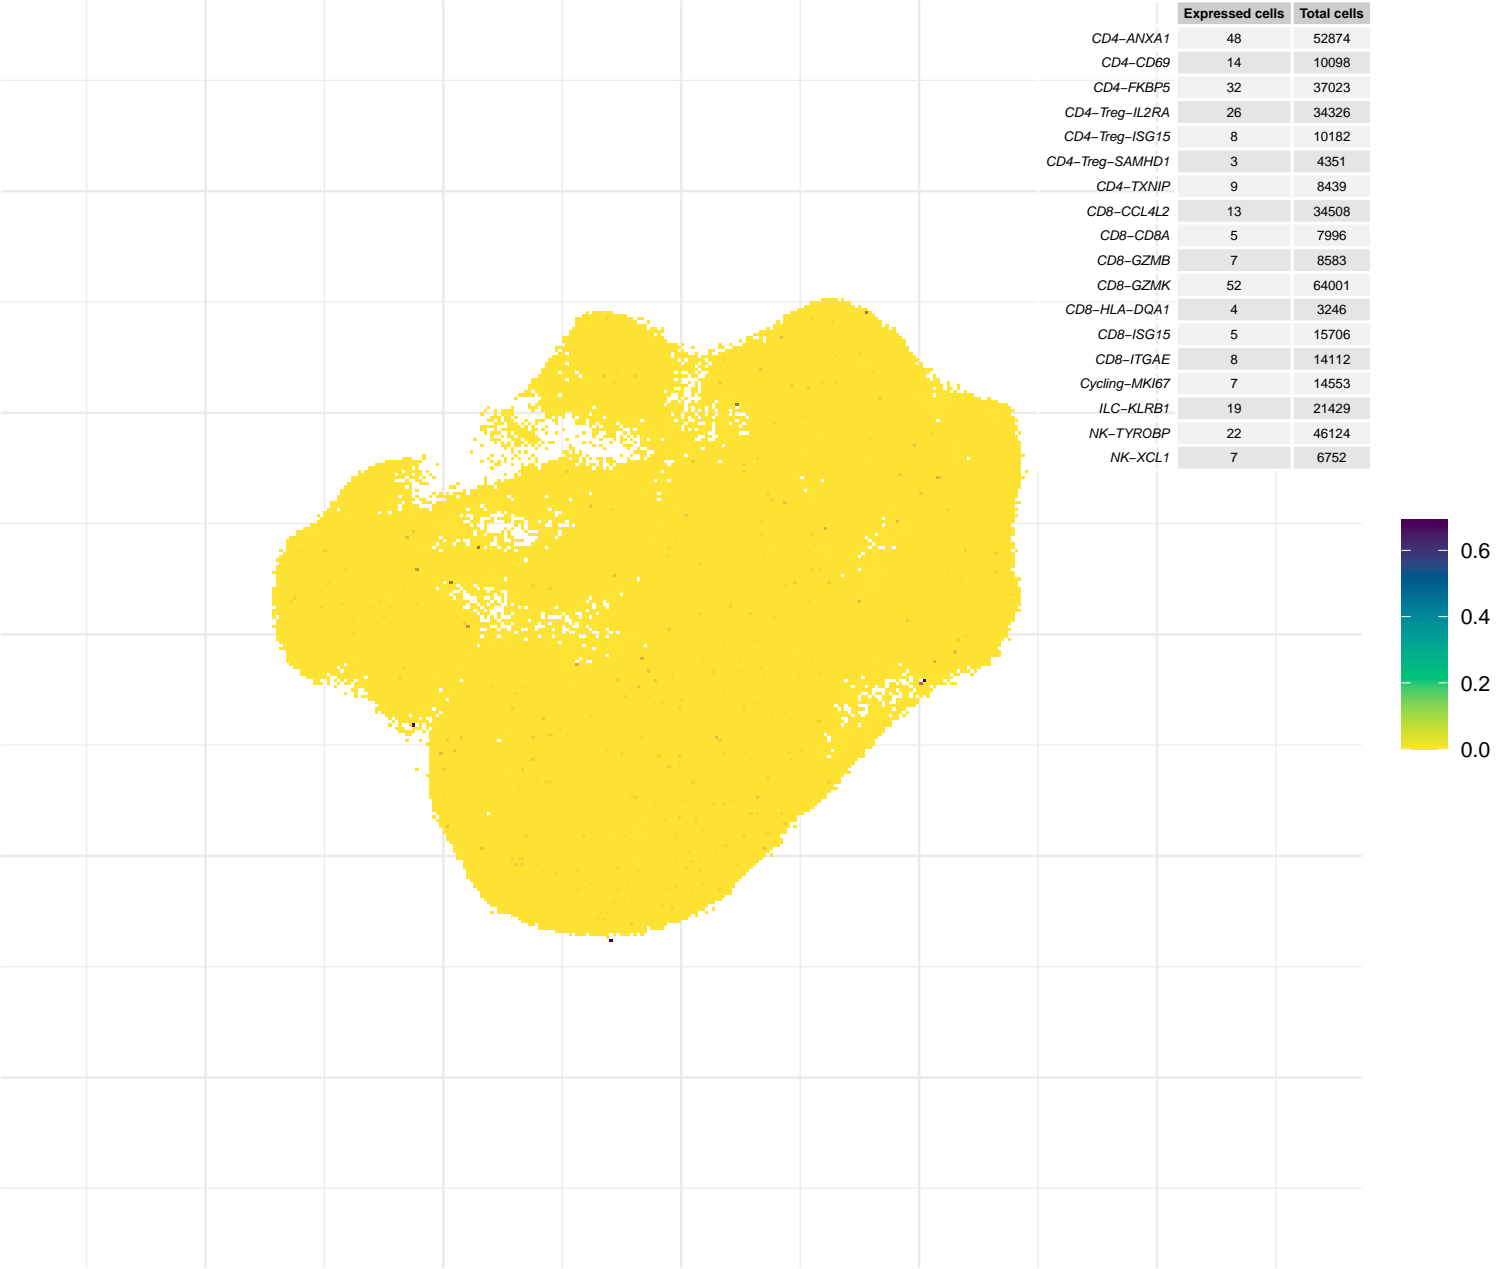 Expressed cells Total cells
CD4−ANXA1 48 52874
CD4−CD69 14 10098
CD4−FKBP5 32 37023
CD4−Treg−IL2RA 26 34326
CD4−Treg−ISG15 8 10182
CD4−Treg−SAMHD1 3 4351
CD4−TXNIP 9 8439
CD8−CCL4L2 13 34508
CD8−CD8A 5 7996
CD8−GZMB 7 8583
CD8−GZMK 52 64001
CD8−HLA−DQA1 4 3246
CD8−ISG15 5 15706
CD8−ITGAE 8 14112
Cycling−MKI67 7 14553
ILC−KLRB1 19 21429
NK−TYROBP 22 46124
NK−XCL1 7 6752
0.6
0.4
0.2
0.0